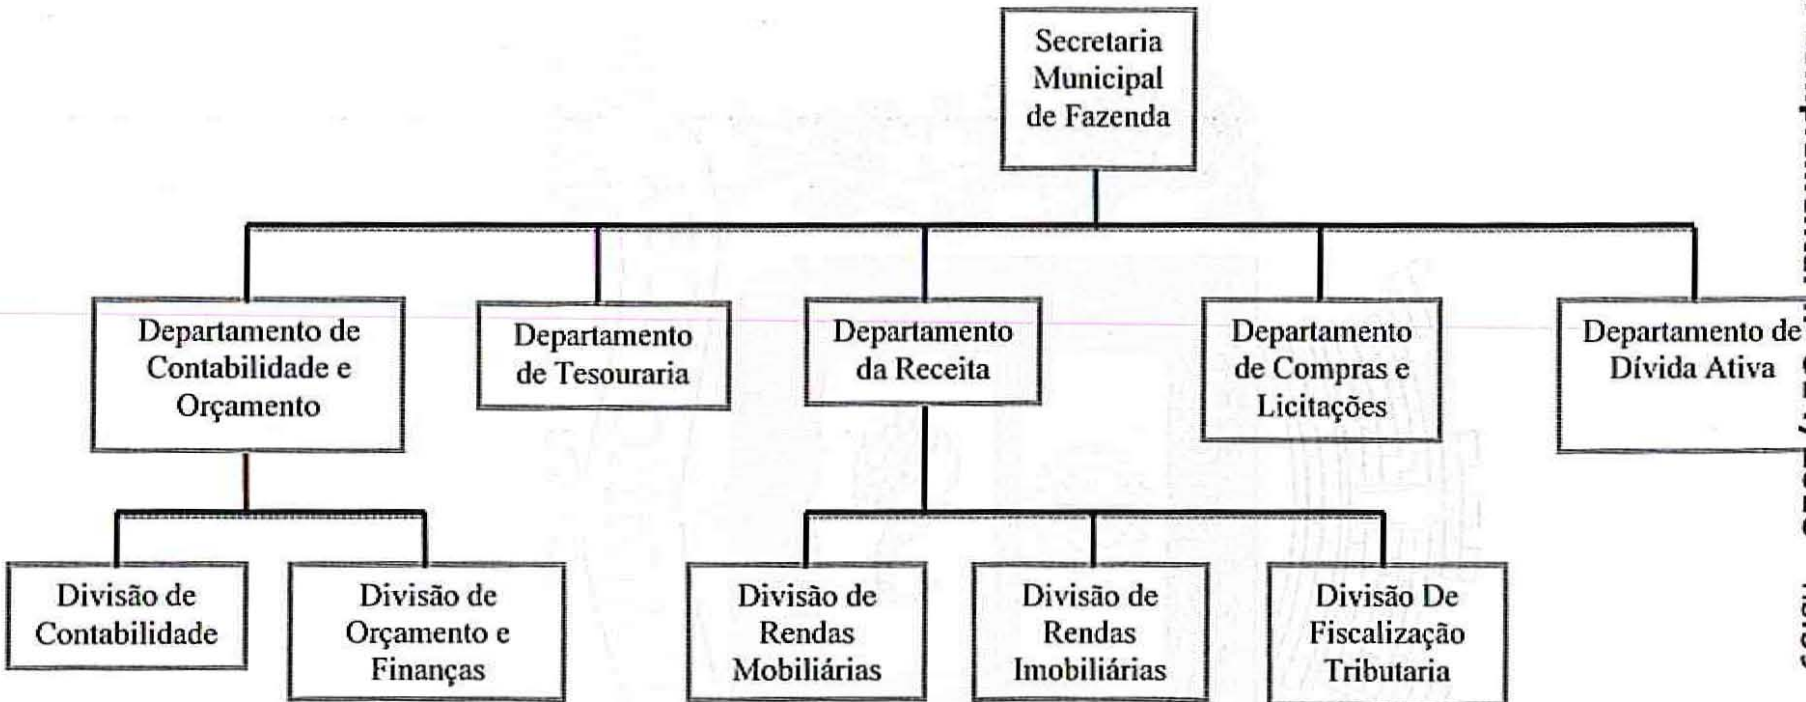 Secretaria
Municipal
de Fazenda
Departamento de
Contabilidade e
Orçamento
Departamento
de Tesouraria
Departamento
da Receita
Departamento
de Compras e
Licitações
Departamento de
Dívida Ativa
Divisão de
Contabilidade
Divisão de
Orçamento e
Finanças
Divisão de
Rendas
Mobiliárias
Divisão de
Rendas
Imobiliárias
Divisão De
Fiscalização
Tributaria